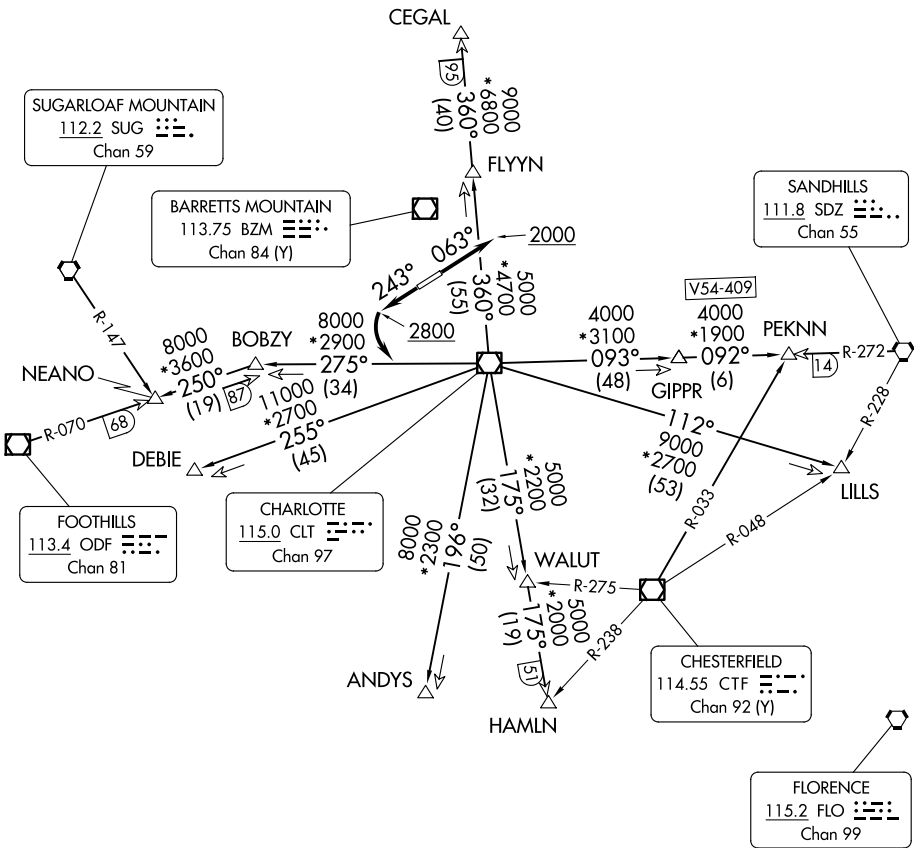 CEGAL
95
360°
(40)
9000
*6800
SUGARLOAF MOUNTAIN
112.2 SUG
Chan 59
FLYYN
BARRETTS MOUNTAIN
113.75 BZM
Chan 84 (Y)
SANDHILLS
111.8 SDZ
Chan 55
243°
063°
2000
2800
360°
(55)
5000
*4700
R-147
V54-409
BOBZY
8000
*2900
275°
(34)
4000
*3100
093°
(48)
4000
*1900
092°
(6)
PEKNN
14
R-272
NEANO
8000
*3600
250°
(19)
87
GIPPR
R-228
R-070
68
11000
*2700
255°
(45)
DEBIE
112°
9000
*2700
(53)
LILLS
FOOTHILLS
113.4 ODF
Chan 81
CHARLOTTE
115.0 CLT
Chan 97
5000
*2200
175°
(32)
R-033
R-048
8000
*2300
196°
(50)
WALUT
R-275
5000
*2000
175°
(19)
51
R-238
ANDYS
HAMLN
CHESTERFIELD
114.55 CTF
Chan 92 (Y)
FLORENCE
115.2 FLO
Chan 99